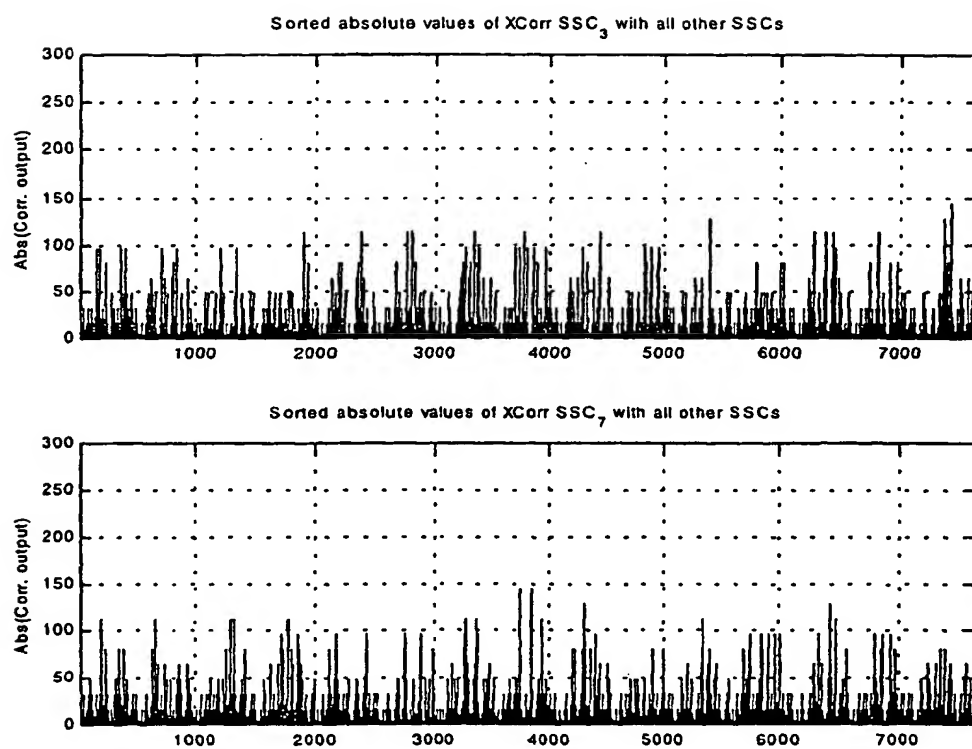 Sorted absolute values of XCorr SSC3 with all other SSCs
300
250
200
150
100
50
0
Abs(Corr. output)
1000 2000 3000 4000 5000 6000 7000
Sorted absolute values of XCorr SSC7 with all other SSCs
300
250
200
150
100
50
0
Abs(Corr. output)
1000 2000 3000 4000 5000 6000 7000